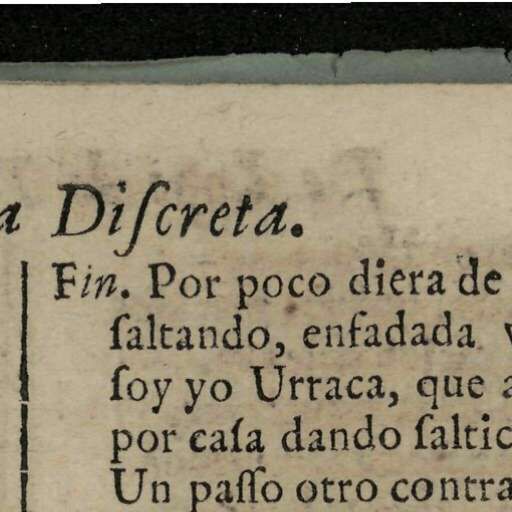 a Diſcreta.
Fin. Por poco diera de
ſaltando, enfadada
ſoy yo Urraca, que a
por caſa dando ſaltic
Un paſſo otro contra